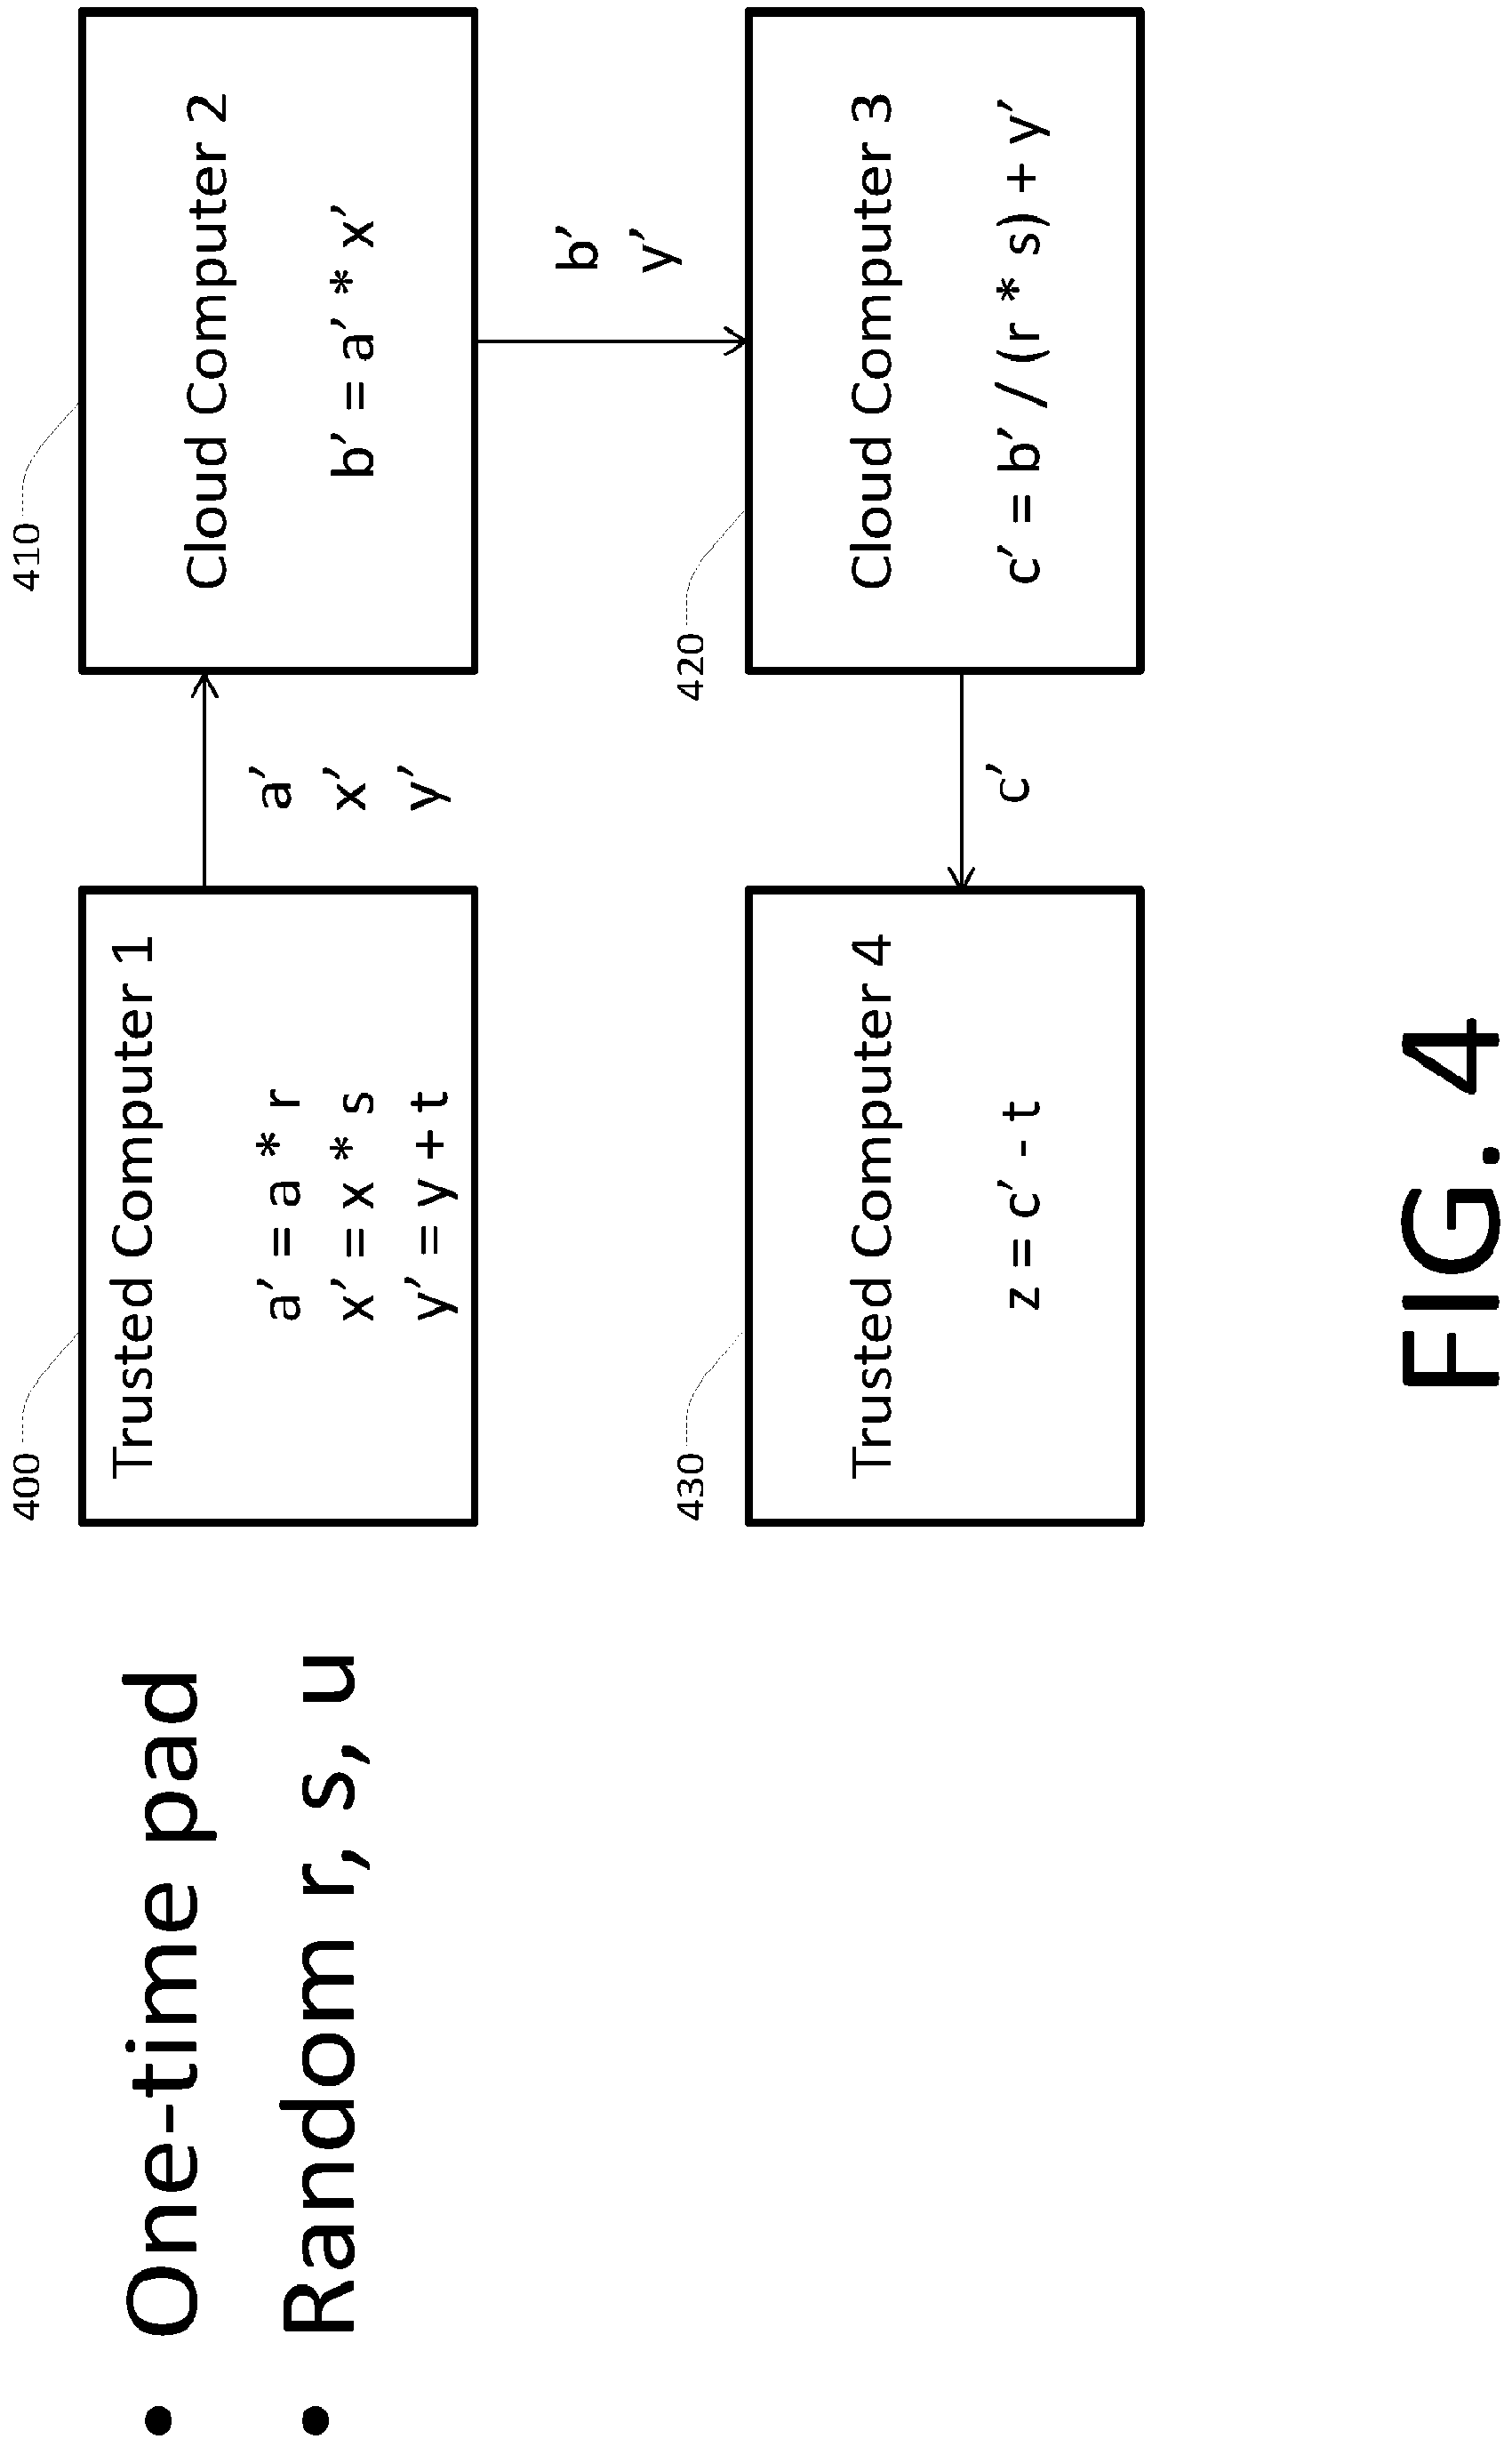 • One-time pad
• Random r, s, u
400
Trusted Computer 1
a′ = a * r
x′ = x * s
y′ = y + t
a′
x′
y′
410
Cloud Computer 2
b′ = a′ * x′
b′
y′
420
Cloud Computer 3
c′ = b′ / (r * s) + y′
c′
430
Trusted Computer 4
z = c′ - t
FIG. 4